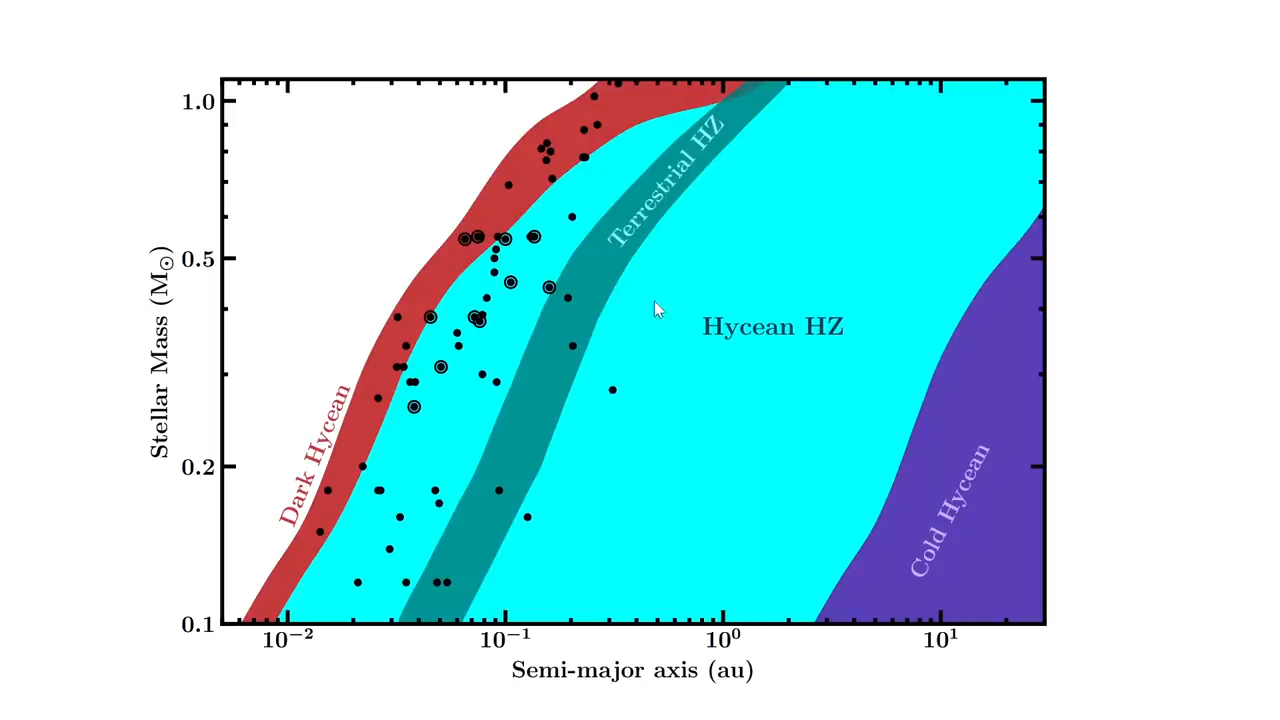 1.0
0.5
0.2
0.1
Stellar Mass (M⊙)
Dark Hycean
Terrestrial HZ
Hycean HZ
Cold Hycean
10⁻² 10⁻¹ 10⁰ 10¹
Semi-major axis (au)